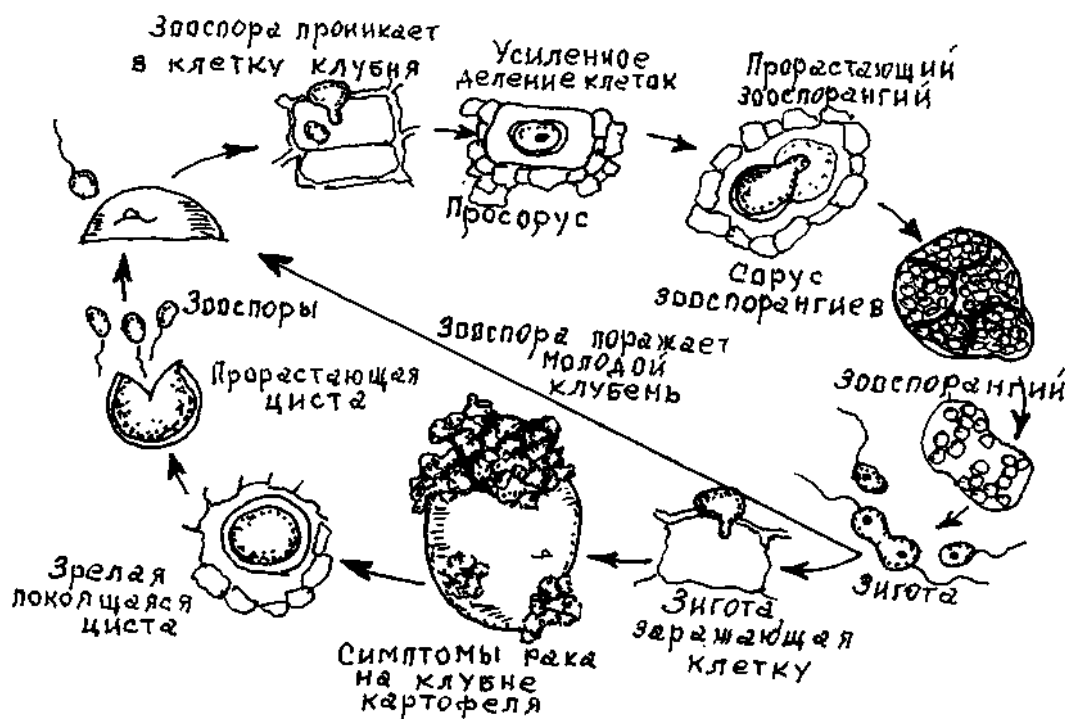 Зооспора проникает
в клетку клубня
Усиленное
деление клеток
Прорастающий
зооспорангий
Просорус
Сорус
зооспорангиев
Зооспоры
Зооспора поражает
молодой
клубень
Прорастающая
циста
Зооспорангий
Зрелая
покоящаяся
циста
Симптомы рака
на клубне
картофеля
Зигота,
заражающая
клетку
Зигота